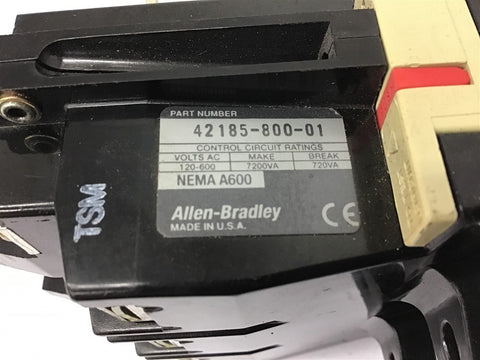 PART NUMBER
42185-800-01
CONTROL CIRCUIT RATINGS
VOLTS AC MAKE BREAK
120-600 7200VA 720VA
NEMA A600
Allen-Bradley
MADE IN U.S.A.
CE
TSM